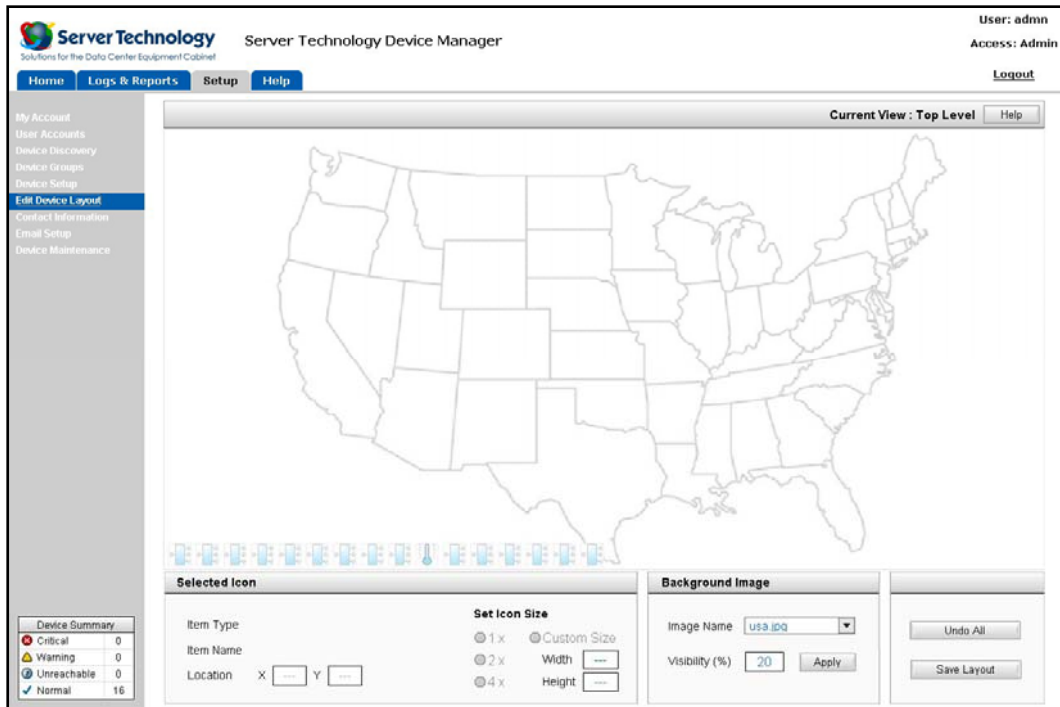 User: admn
Server Technology
Solutions for the Data Center Equipment Cabinet
Server Technology Device Manager
Access: Admin
Home
Logs & Reports
Setup
Help
Logout
My Account
User Accounts
Device Discovery
Device Groups
Device Setup
Edit Device Layout
Contact Information
Email Setup
Device Maintenance
Current View : Top Level
Help
Selected Icon
Item Type
Item Name
Location X --- Y ---
Set Icon Size
1 x
Custom Size
2 x
Width ---
4 x
Height ---
Background Image
Image Name usa.jpg
Visibility (%) 20 Apply
Undo All
Save Layout
Device Summary
Critical 0
Warning 0
Unreachable 0
Normal 16